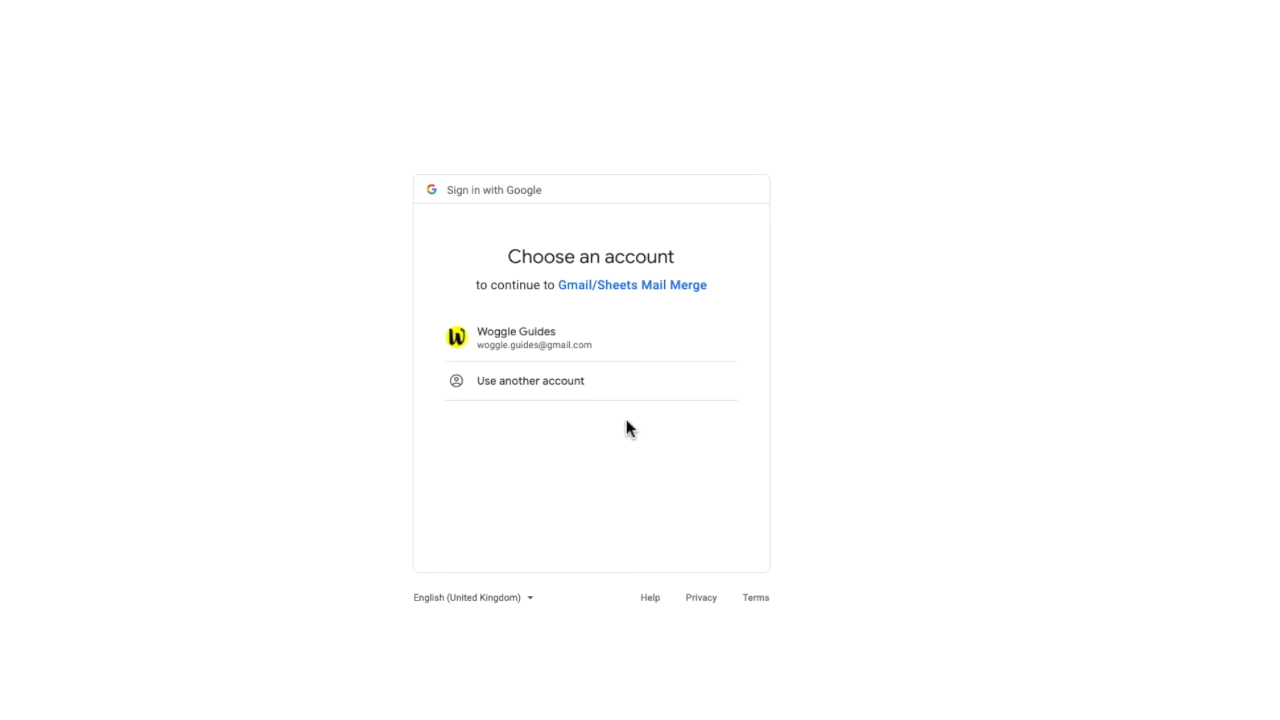 Sign in with Google
Choose an account
to continue to Gmail/Sheets Mail Merge
Woggle Guides
woggle.guides@gmail.com
Use another account
English (United Kingdom)
Help
Privacy
Terms